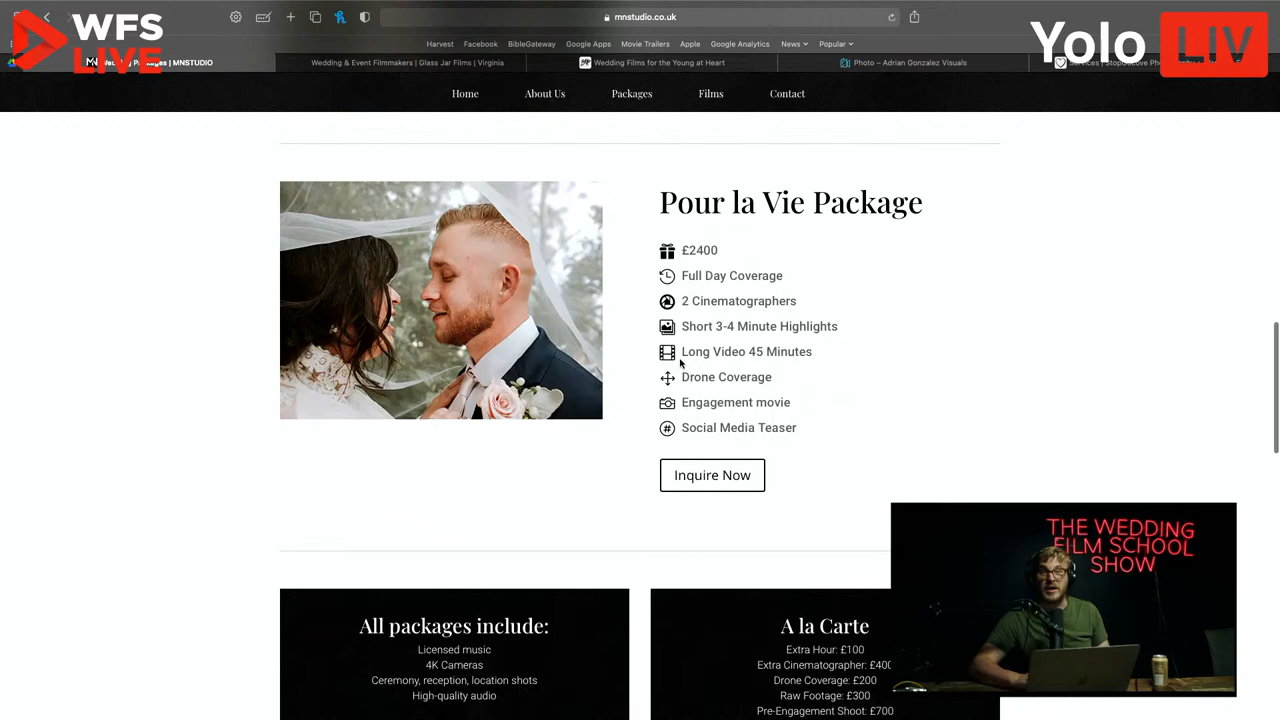 WFS
LIVE
mnstudio.co.uk
Yolo LIV
Harvest Facebook BibleGateway Google Apps Movie Trailers Apple Google Analytics News Popular
Wedding Packages | MNSTUDIO
Wedding & Event Filmmakers | Glass Jar Films | Virginia
Wedding Films for the Young at Heart
Photo – Adrian Gonzalez Visuals
Services | StopGoLove
Home About Us Packages Films Contact
Pour la Vie Package
£2400
Full Day Coverage
2 Cinematographers
Short 3-4 Minute Highlights
Long Video 45 Minutes
Drone Coverage
Engagement movie
Social Media Teaser
Inquire Now
THE WEDDING
FILM SCHOOL
SHOW
All packages include:
Licensed music
4K Cameras
Ceremony, reception, location shots
High-quality audio
A la Carte
Extra Hour: £100
Extra Cinematographer: £400
Drone Coverage: £200
Raw Footage: £300
Pre-Engagement Shoot: £700